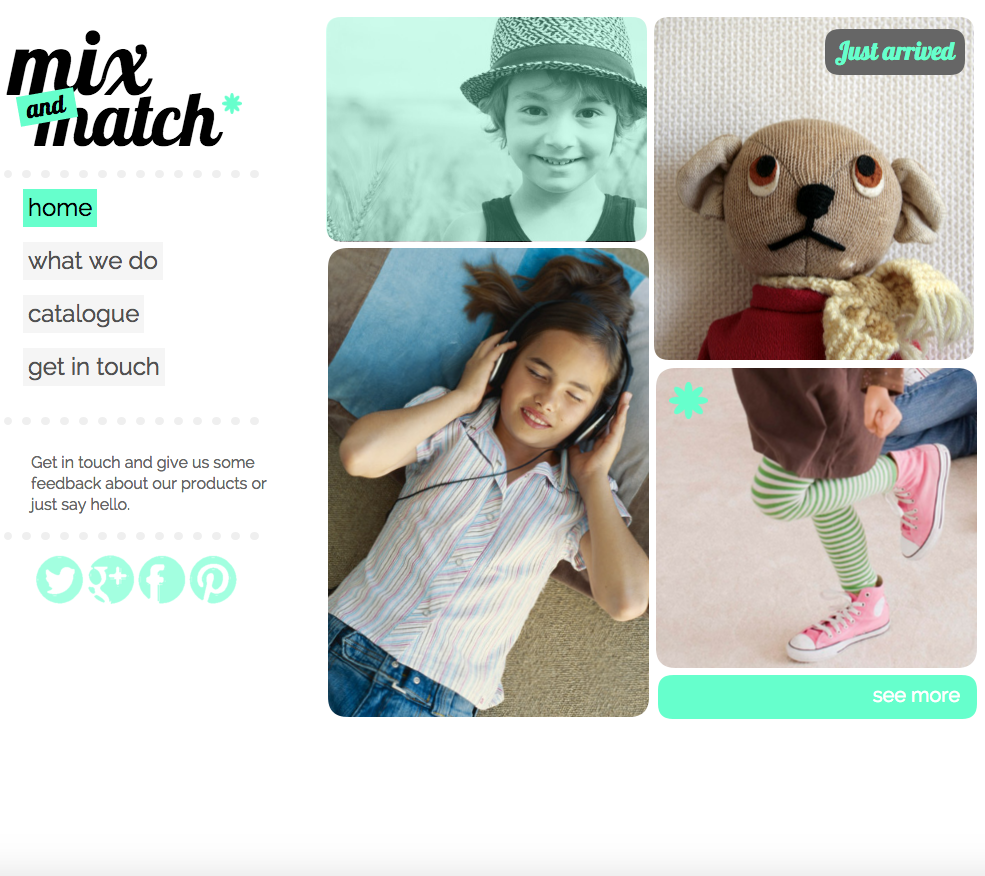 mix
and
match*
home
what we do
catalogue
get in touch
Get in touch and give us some
feedback about our products or
just say hello.
Just arrived
see more